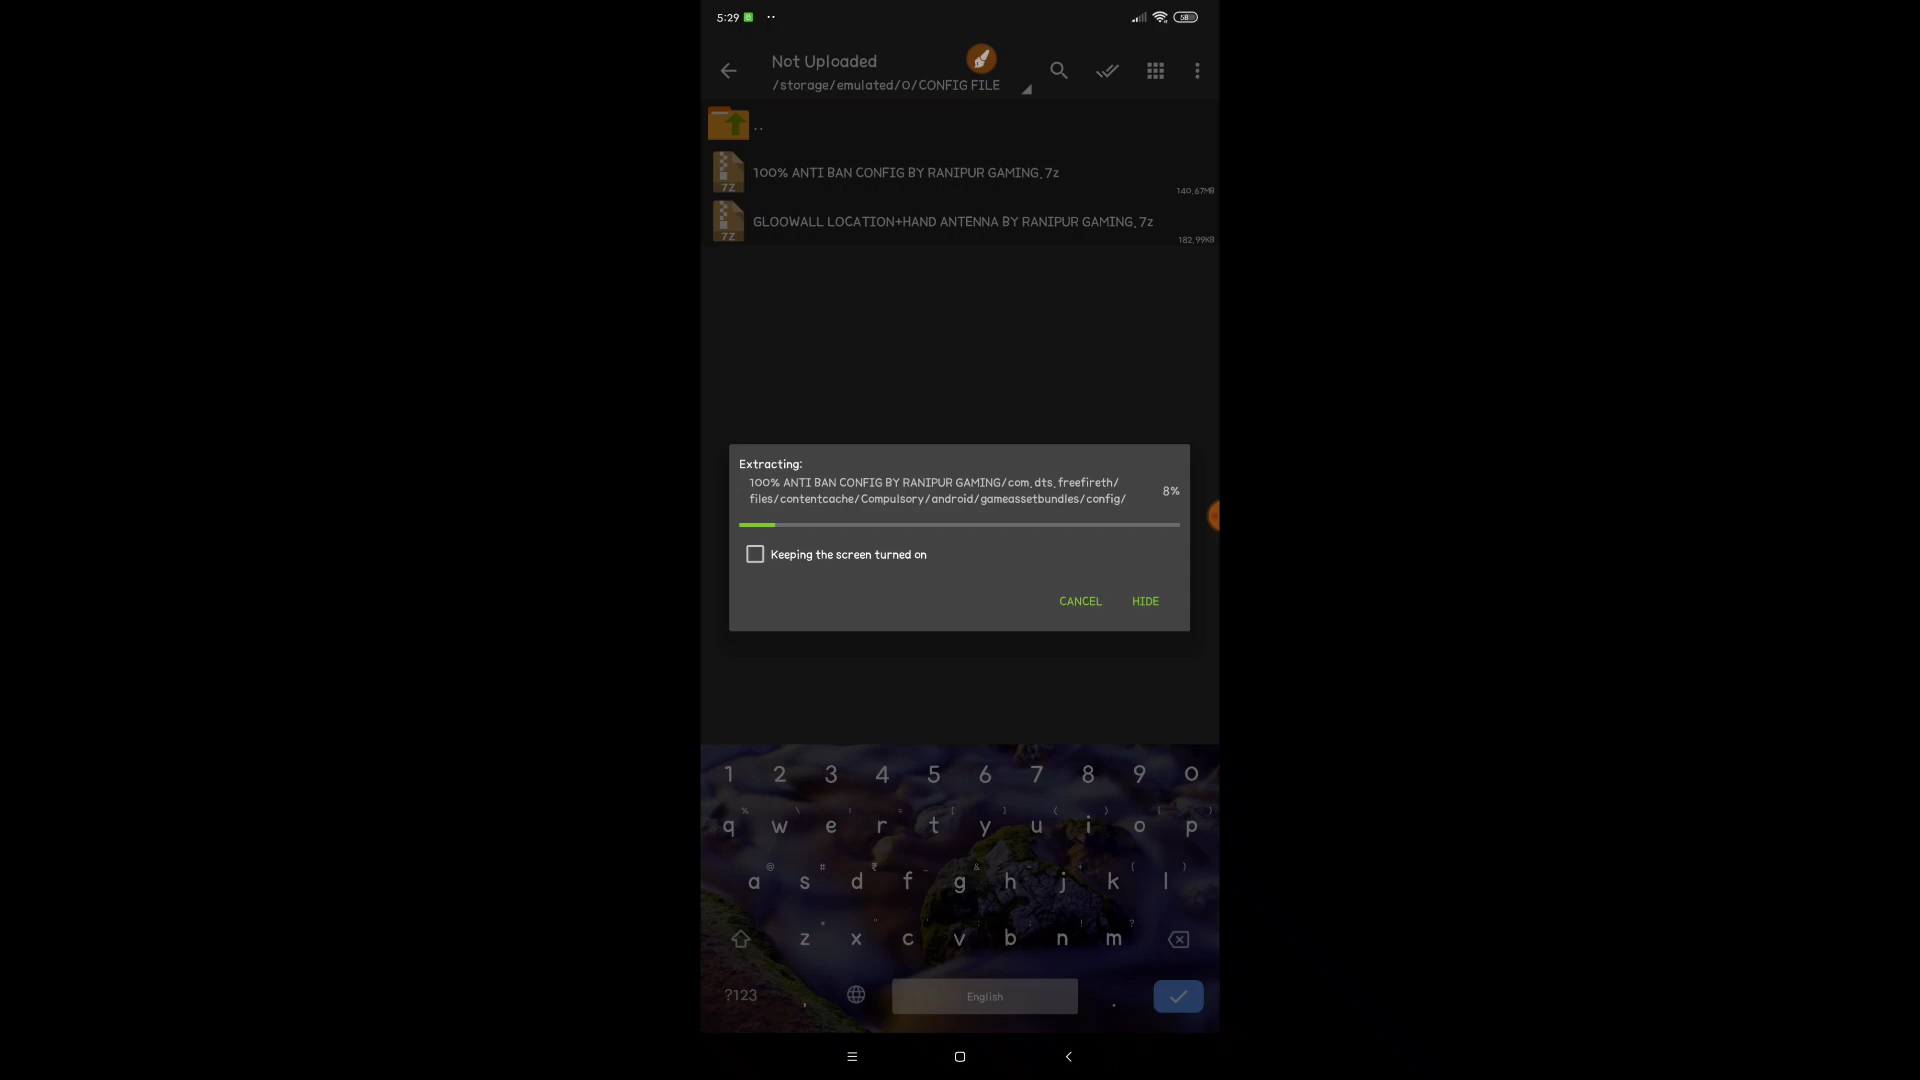 5:29
58
Not Uploaded
/storage/emulated/0/CONFIG FILE
..
7Z
100% ANTI BAN CONFIG BY RANIPUR GAMING.7z
140.67MB
7Z
GLOOWALL LOCATION+HAND ANTENNA BY RANIPUR GAMING.7z
182.99KB
Extracting:
100% ANTI BAN CONFIG BY RANIPUR GAMING/com.dts.freefireth/
files/contentcache/Compulsory/android/gameassetbundles/config/
8%
Keeping the screen turned on
CANCEL HIDE
1 2 3 4 5 6 7 8 9 0
q w e r t y u i o p
a s d f g h j k l
z x c v b n m
?123 , English .